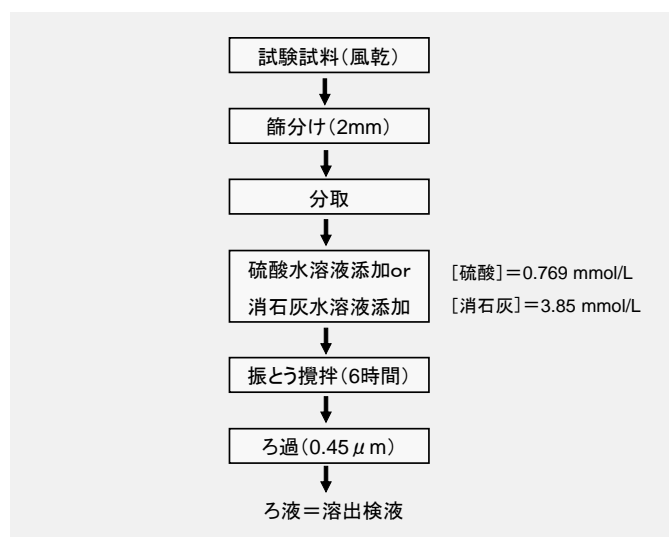 試験試料(風乾)
篩分け(2mm)
分取
硫酸水溶液添加or
消石灰水溶液添加
[硫酸]=0.769 mmol/L
[消石灰]=3.85 mmol/L
振とう攪拌(6時間)
ろ過(0.45μm)
ろ液=溶出検液